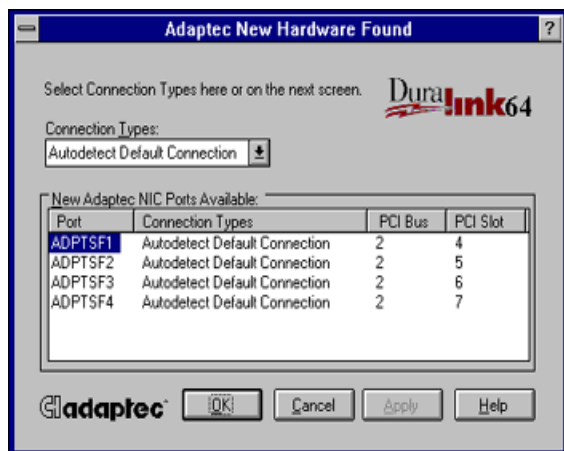 Adaptec New Hardware Found ?
Select Connection Types here or on the next screen.
Dura!ink64
Connection Types:
Autodetect Default Connection
New Adaptec NIC Ports Available:
Port Connection Types PCI Bus PCI Slot
ADPTSF1 Autodetect Default Connection 2 4
ADPTSF2 Autodetect Default Connection 2 5
ADPTSF3 Autodetect Default Connection 2 6
ADPTSF4 Autodetect Default Connection 2 7
adaptec OK Cancel Apply Help